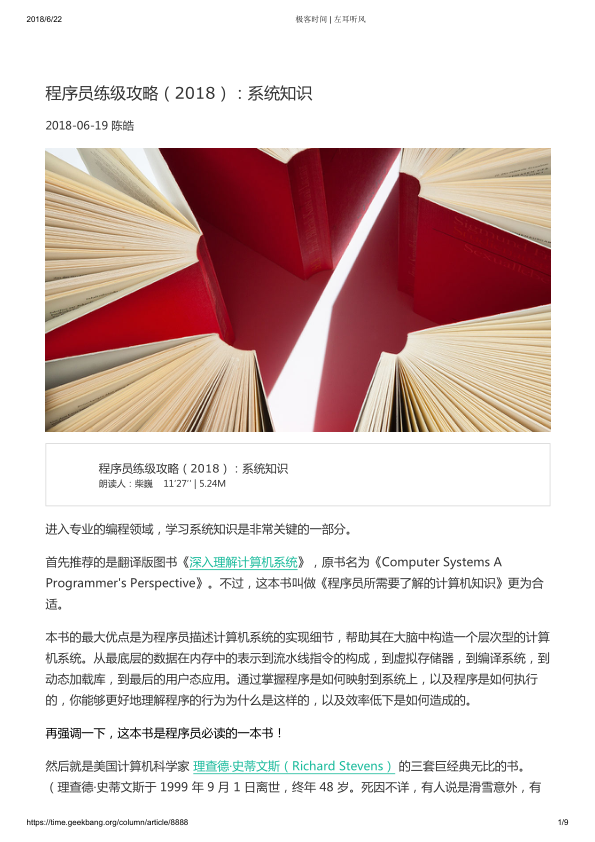 2018/6/22
极客时间 | 左耳听风
程序员练级攻略（2018）：系统知识
2018-06-19 陈皓
程序员练级攻略（2018）：系统知识
朗读人：柴巍 11′27′′ | 5.24M
进入专业的编程领域，学习系统知识是非常关键的一部分。
首先推荐的是翻译版图书《深入理解计算机系统》，原书名为《Computer Systems A
Programmer's Perspective》。不过，这本书叫做《程序员所需要了解的计算机知识》更为合
适。
本书的最大优点是为程序员描述计算机系统的实现细节，帮助其在大脑中构造一个层次型的计算
机系统。从最底层的数据在内存中的表示到流水线指令的构成，到虚拟存储器，到编译系统，到
动态加载库，到最后的用户态应用。通过掌握程序是如何映射到系统上，以及程序是如何执行
的，你能够更好地理解程序的行为为什么是这样的，以及效率低下是如何造成的。
再强调一下，这本书是程序员必读的一本书！
然后就是美国计算机科学家 理查德·史蒂文斯（Richard Stevens） 的三套巨经典无比的书。
（理查德·史蒂文斯于 1999 年 9 月 1 日离世，终年 48 岁。死因不详，有人说是滑雪意外，有
https://time.geekbang.org/column/article/8888
1/9